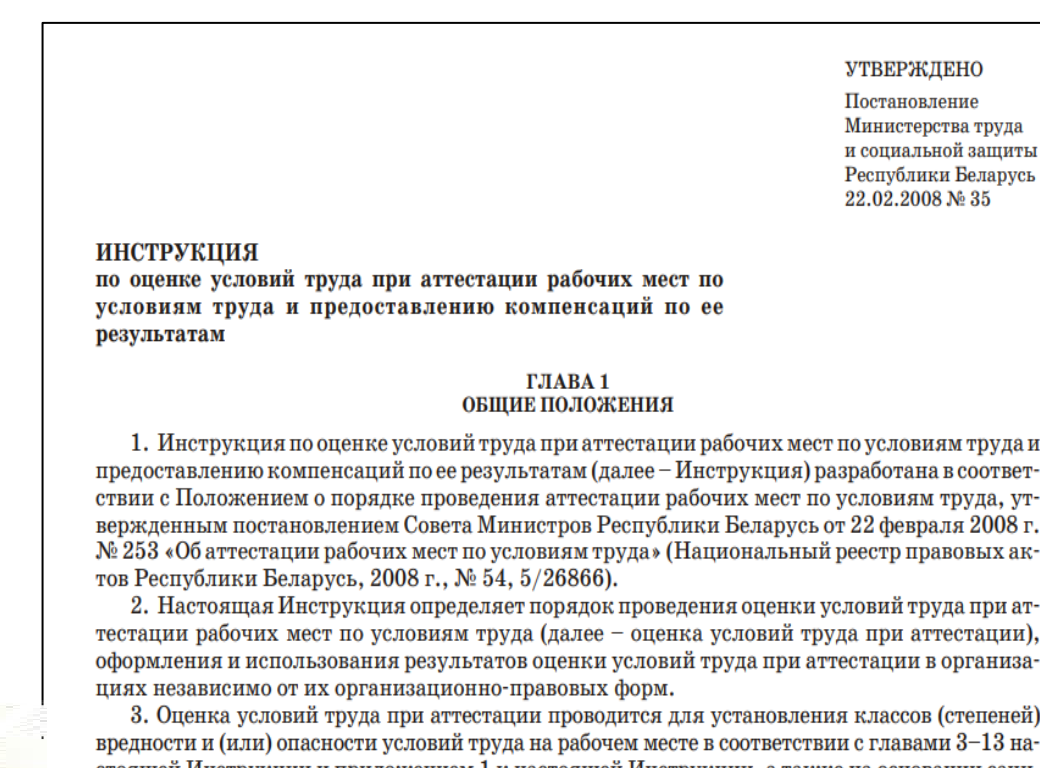 УТВЕРЖДЕНО
Постановление
Министерства труда
и социальной защиты
Республики Беларусь
22.02.2008 № 35
ИНСТРУКЦИЯ
по оценке условий труда при аттестации рабочих мест по
условиям труда и предоставлению компенсаций по ее
результатам
ГЛАВА 1
ОБЩИЕ ПОЛОЖЕНИЯ
1. Инструкция по оценке условий труда при аттестации рабочих мест по условиям труда и
предоставлению компенсаций по ее результатам (далее – Инструкция) разработана в соответ-
ствии с Положением о порядке проведения аттестации рабочих мест по условиям труда, ут-
вержденным постановлением Совета Министров Республики Беларусь от 22 февраля 2008 г.
№ 253 «Об аттестации рабочих мест по условиям труда» (Национальный реестр правовых ак-
тов Республики Беларусь, 2008 г., № 54, 5/26866).
2. Настоящая Инструкция определяет порядок проведения оценки условий труда при ат-
тестации рабочих мест по условиям труда (далее – оценка условий труда при аттестации),
оформления и использования результатов оценки условий труда при аттестации в организа-
циях независимо от их организационно-правовых форм.
3. Оценка условий труда при аттестации проводится для установления классов (степеней)
вредности и (или) опасности условий труда на рабочем месте в соответствии с главами 3–13 на-